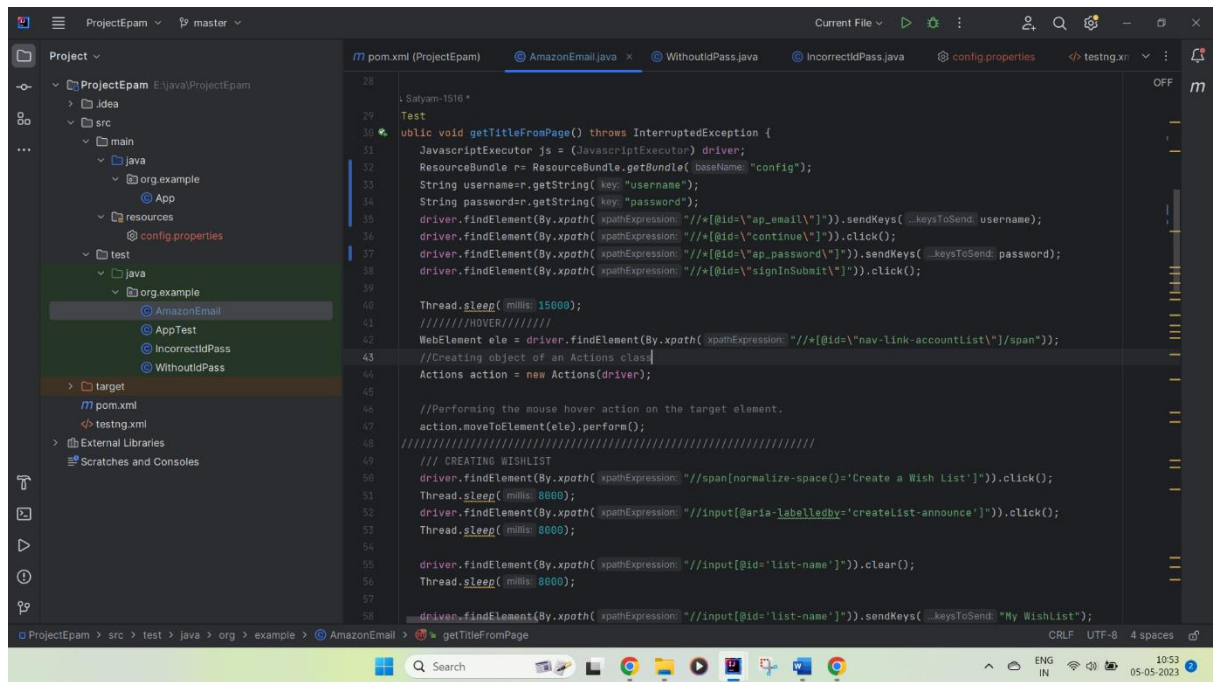 ProjectEpam master Current File
Project
pom.xml (ProjectEpam) AmazonEmail.java WithoutIdPass.java IncorrectIdPass.java config.properties testng.xm
ProjectEpam E:\java\ProjectEpam
.idea
src
main
java
org.example
App
resources
config.properties
test
java
org.example
AmazonEmail
AppTest
IncorrectIdPass
WithoutIdPass
target
pom.xml
testng.xml
External Libraries
Scratches and Consoles
OFF
28
Satyam-1516 *
29 Test
30 ublic void getTitleFromPage() throws InterruptedException {
31 JavascriptExecutor js = (JavascriptExecutor) driver;
32 ResourceBundle r= ResourceBundle.getBundle( baseName: "config");
33 String username=r.getString( key: "username");
34 String password=r.getString( key: "password");
35 driver.findElement(By.xpath( xpathExpression: "//*[@id=\"ap_email\"]")).sendKeys( ...keysToSend: username);
36 driver.findElement(By.xpath( xpathExpression: "//*[@id=\"continue\"]")).click();
37 driver.findElement(By.xpath( xpathExpression: "//*[@id=\"ap_password\"]")).sendKeys( ...keysToSend: password);
38 driver.findElement(By.xpath( xpathExpression: "//*[@id=\"signInSubmit\"]")).click();
39
40 Thread.sleep( millis: 15000);
41 ////////HOVER////////
42 WebElement ele = driver.findElement(By.xpath( xpathExpression: "//*[@id=\"nav-link-accountList\"]/span"));
43 //Creating object of an Actions class
44 Actions action = new Actions(driver);
45
46 //Performing the mouse hover action on the target element.
47 action.moveToElement(ele).perform();
48 //////////////////////////////////////////////////////////////////
49 /// CREATING WISHLIST
50 driver.findElement(By.xpath( xpathExpression: "//span[normalize-space()='Create a Wish List']")).click();
51 Thread.sleep( millis: 8000);
52 driver.findElement(By.xpath( xpathExpression: "//input[@aria-labelledby='createList-announce']")).click();
53 Thread.sleep( millis: 8000);
54
55 driver.findElement(By.xpath( xpathExpression: "//input[@id='list-name']")).clear();
56 Thread.sleep( millis: 8000);
57
58 driver.findElement(By.xpath( xpathExpression: "//input[@id='list-name']")).sendKeys( ...keysToSend: "My WishList");
ProjectEpam > src > test > java > org > example > AmazonEmail > getTitleFromPage CRLF UTF-8 4 spaces
Search ENG IN 10:53 05-05-2023 2